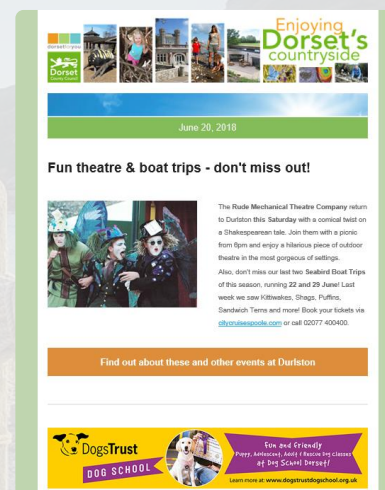 Enjoying
Dorset's
countryside
dorsetforyou
Dorset
County Council
June 20, 2018
Fun theatre & boat trips - don't miss out!
The Rude Mechanical Theatre Company return
to Durlston this Saturday with a comical twist on
a Shakespearean tale. Join them with a picnic
from 6pm and enjoy a hilarious piece of outdoor
theatre in the most gorgeous of settings.
Also, don't miss our last two Seabird Boat Trips
of this season, running 22 and 29 June! Last
week we saw Kittiwakes, Shags, Puffins,
Sandwich Terns and more! Book your tickets via
citycruisespoole.com or call 02077 400400.
Find out about these and other events at Durlston
DogsTrust
DOG SCHOOL
Fun and Friendly
Puppy, Adolescent, Adult & Rescue Dog Classes
at Dog School Dorset!
Learn more at: www.dogstrustdogschool.org.uk